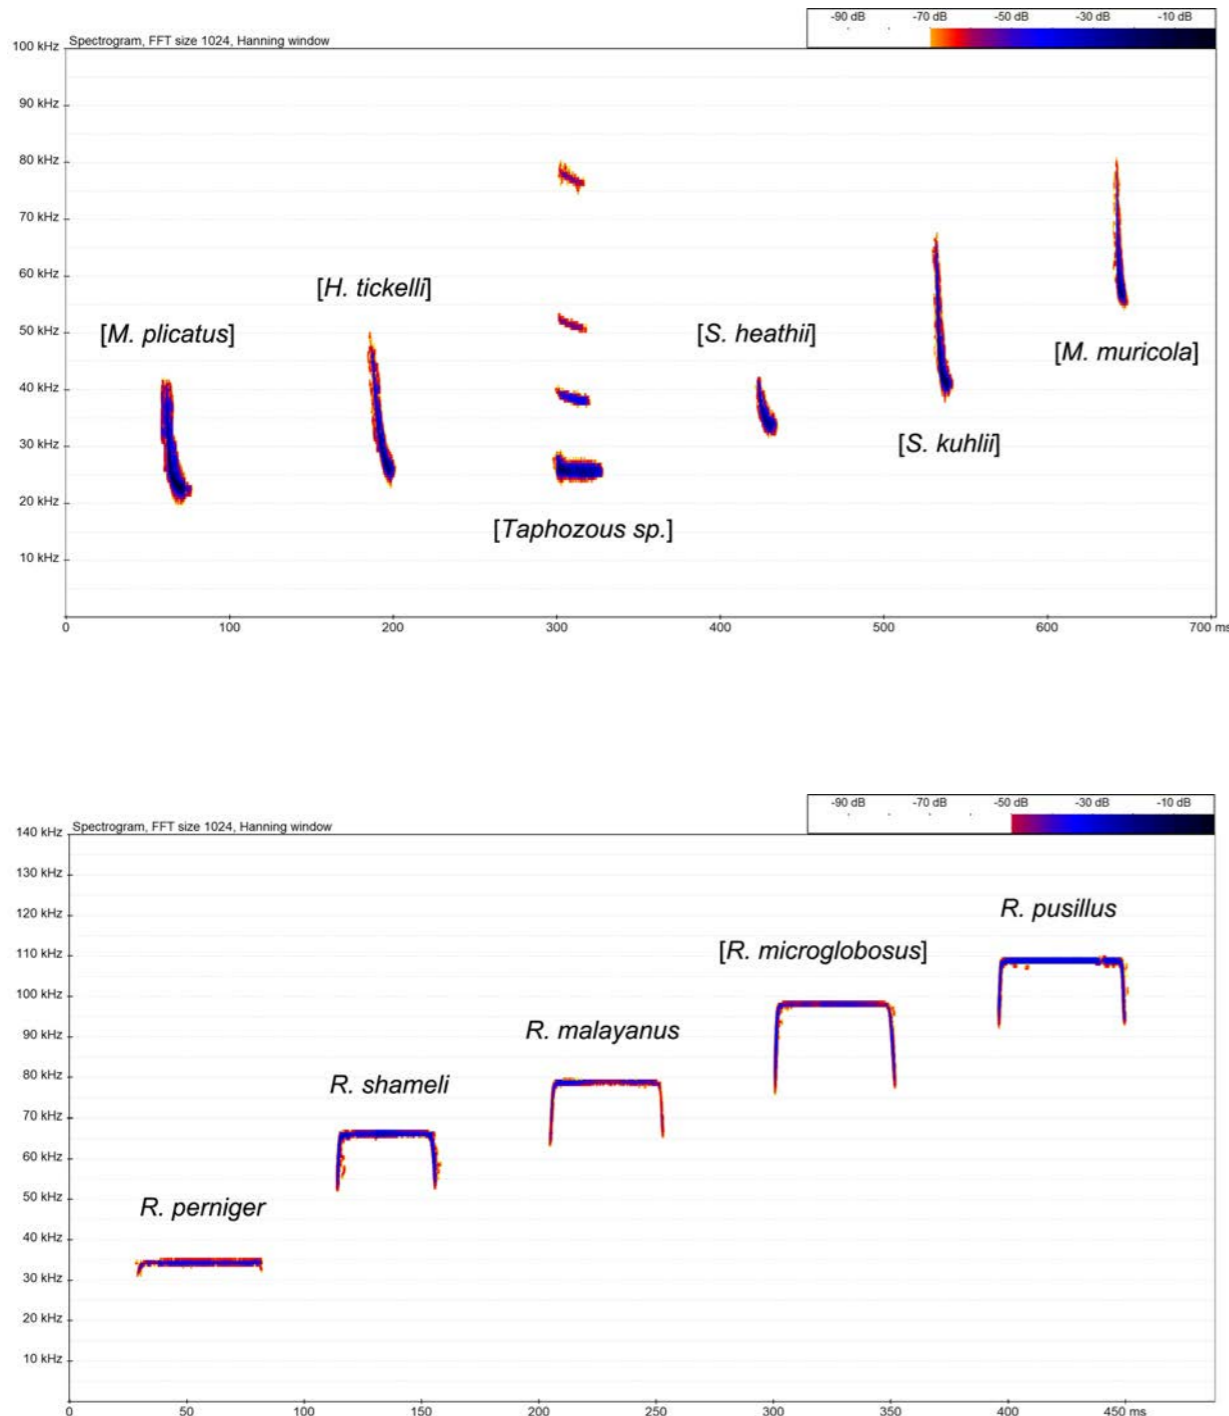 -90 dB -70 dB -50 dB -30 dB -10 dB
Spectrogram, FFT size 1024, Hanning window
100 kHz
90 kHz
80 kHz
70 kHz
60 kHz
[H. tickelli]
50 kHz
[M. plicatus]
[S. heathii]
[M. muricola]
40 kHz
30 kHz
[S. kuhlii]
20 kHz
[Taphozous sp.]
10 kHz
0 100 200 300 400 500 600 700 ms
-90 dB -70 dB -50 dB -30 dB -10 dB
Spectrogram, FFT size 1024, Hanning window
140 kHz
130 kHz
120 kHz
R. pusillus
110 kHz
[R. microglobosus]
100 kHz
90 kHz
R. malayanus
80 kHz
R. shameli
70 kHz
60 kHz
50 kHz
R. perniger
40 kHz
30 kHz
20 kHz
10 kHz
0 50 100 150 200 250 300 350 400 450 ms